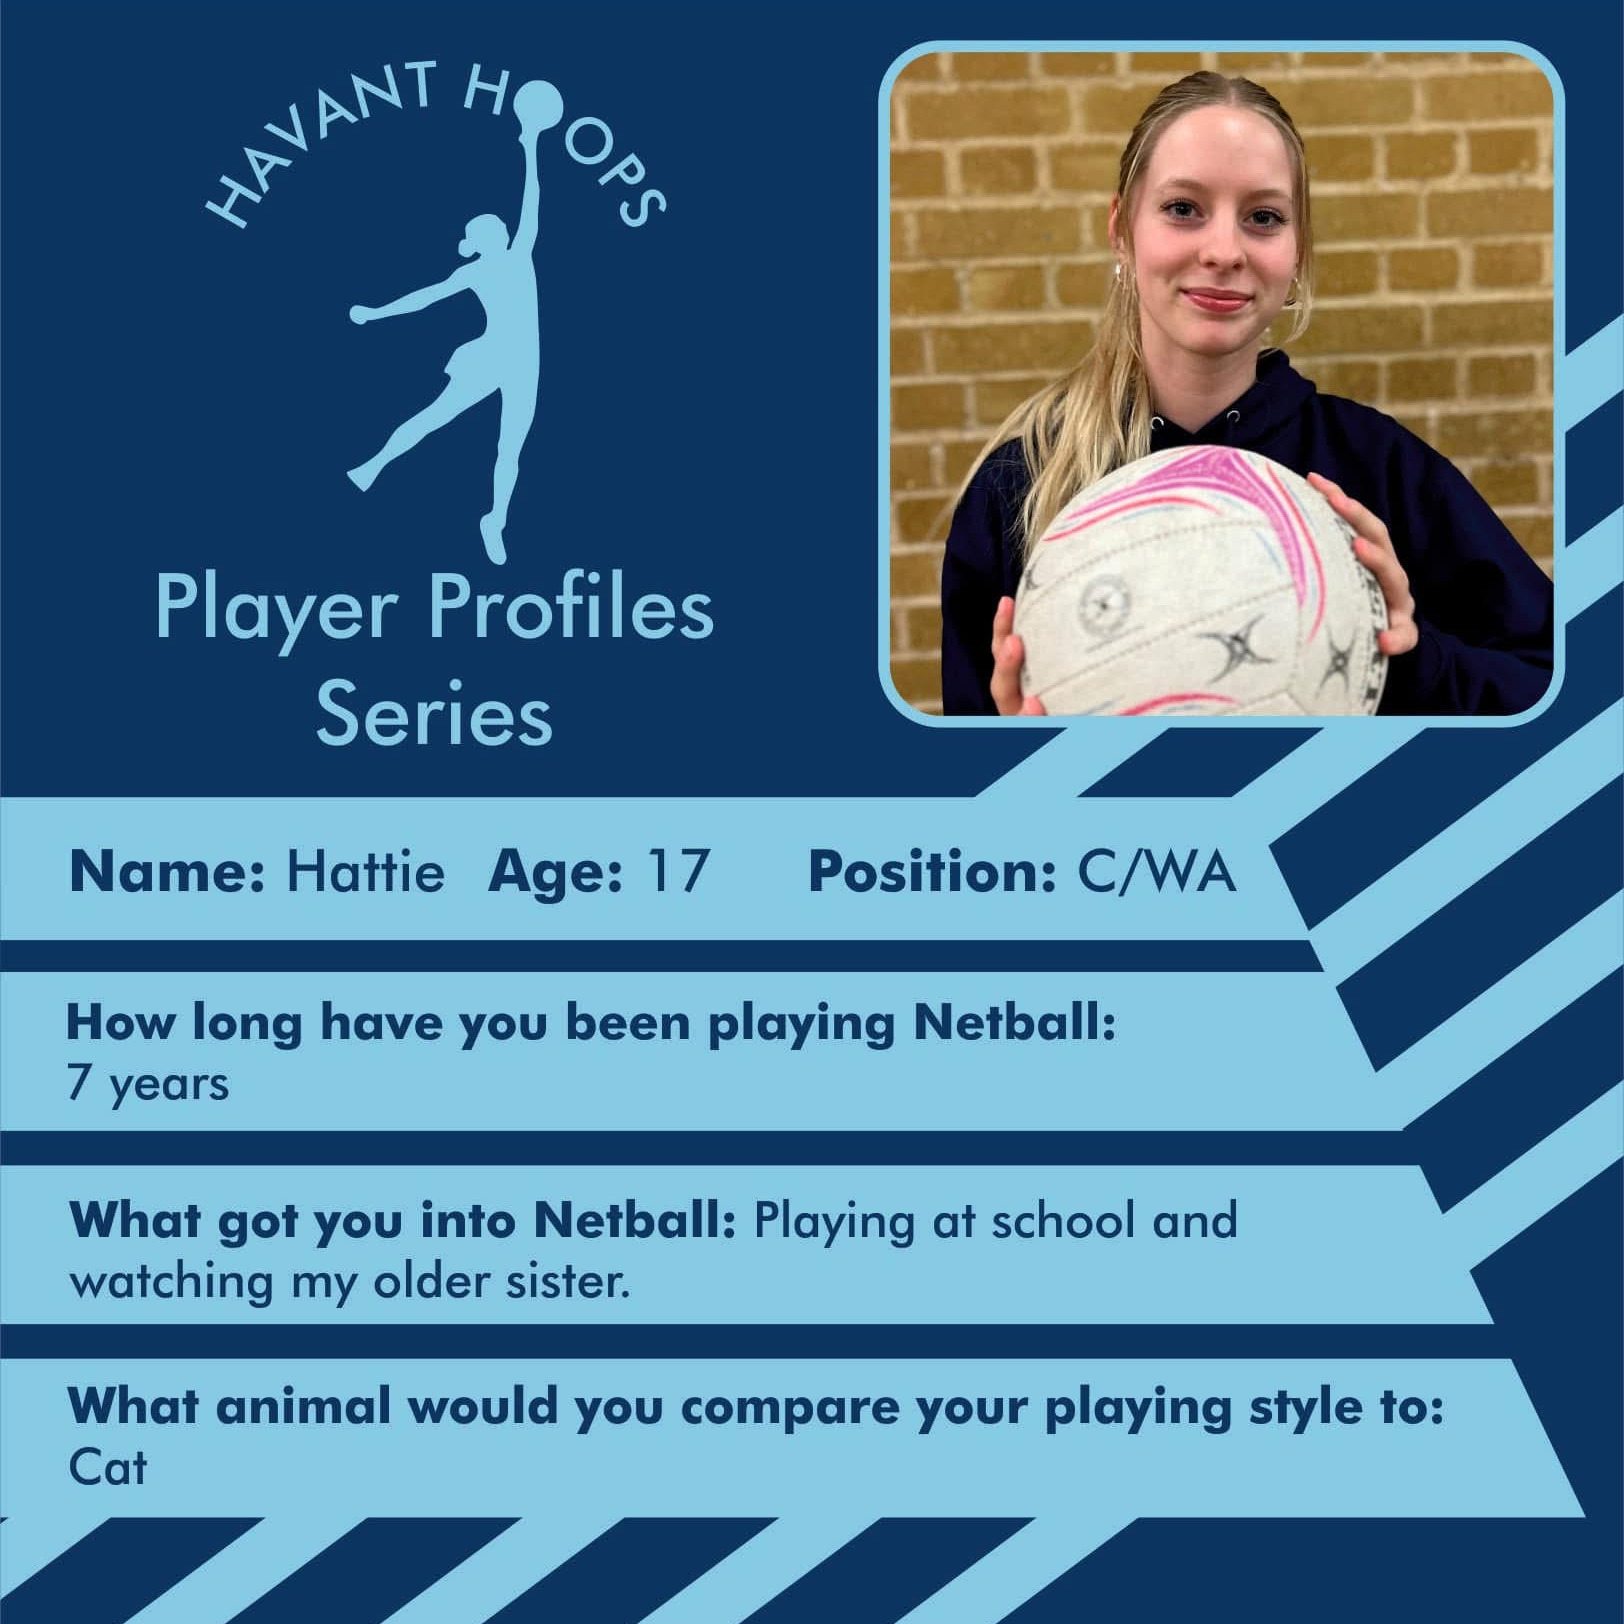 HAVANT HOOPS
Player Profiles
Series
Name: Hattie Age: 17 Position: C/WA
How long have you been playing Netball:
7 years
What got you into Netball: Playing at school and
watching my older sister.
What animal would you compare your playing style to:
Cat